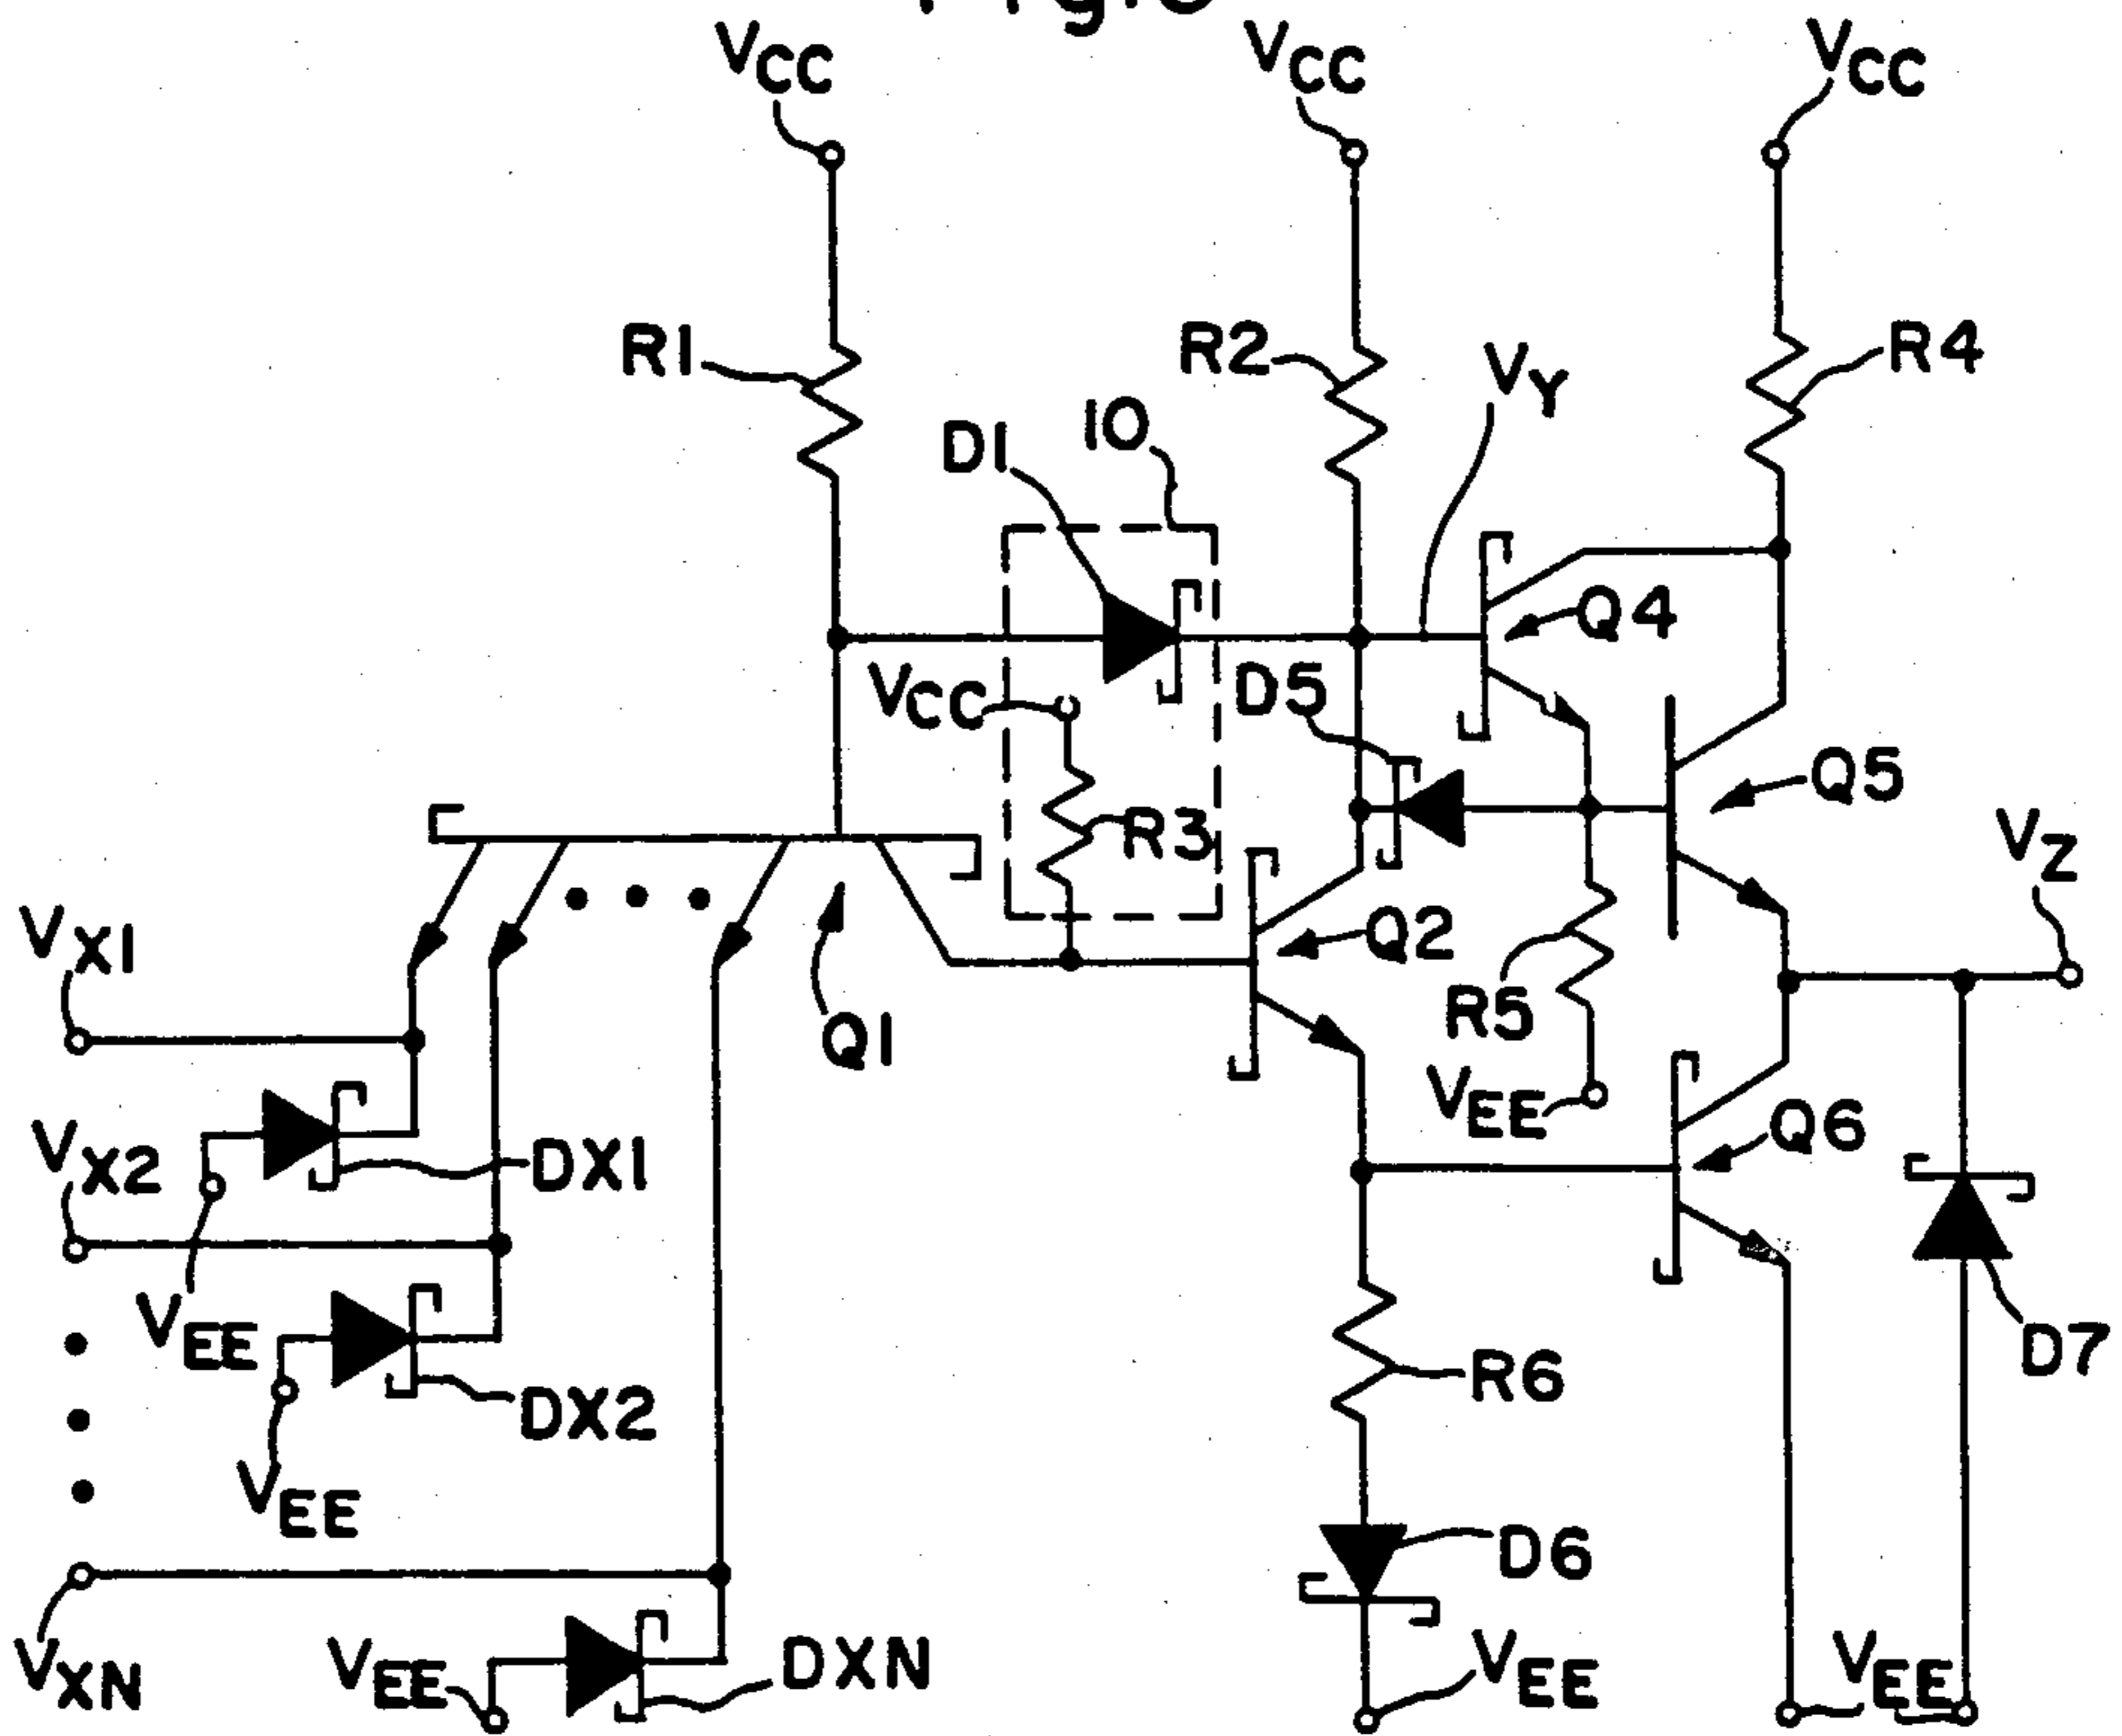 VCC VCC VCC
R1 R2 VY R4
D1 10
Q4
VCC D5
Q5
R3
VZ
VX1 Q2
R5
Q1
VEE
VX2 DX1 Q6
VEE
D7
R6
DX2
VEE
D6
VXN VEE DXN VEE VEE